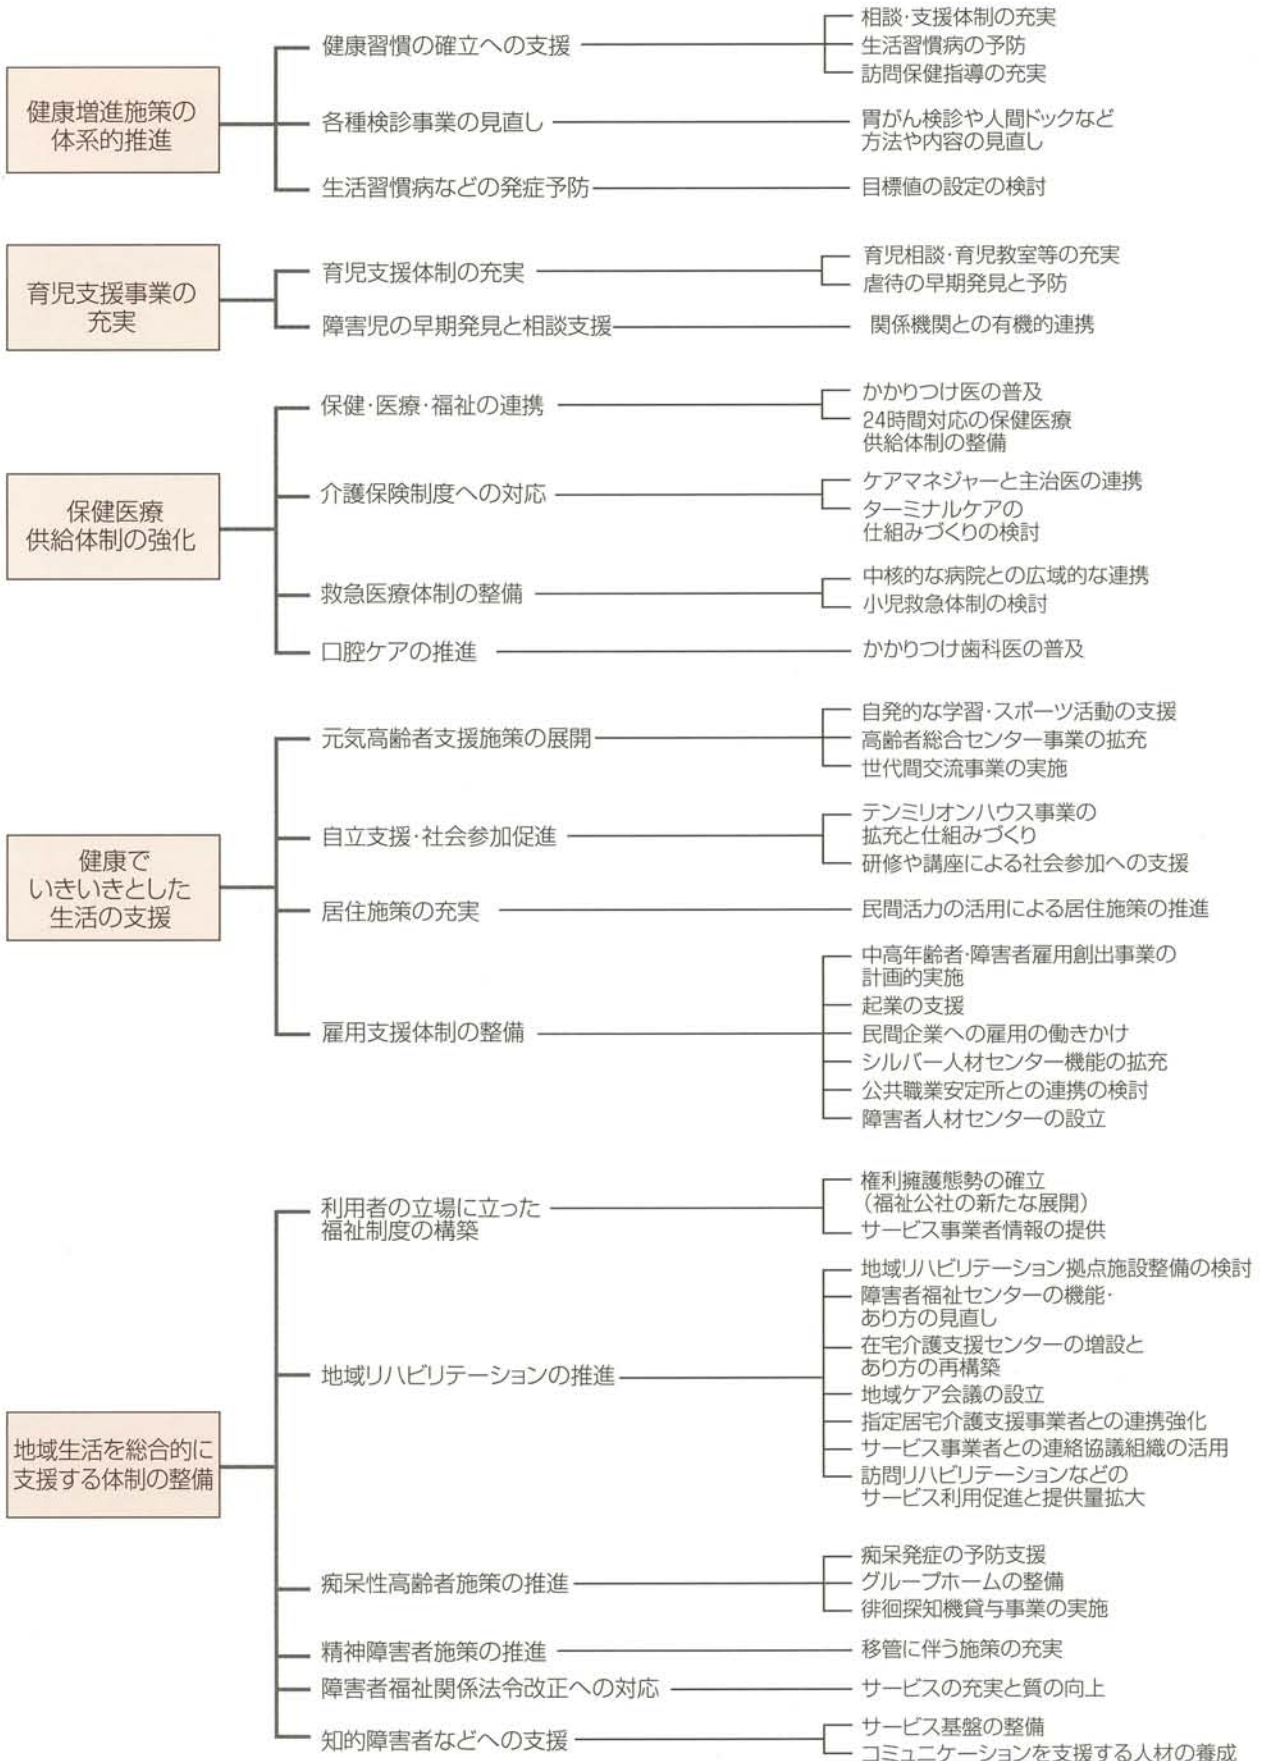 健康増進施策の
体系的推進
健康習慣の確立への支援
相談・支援体制の充実
生活習慣病の予防
訪問保健指導の充実
各種検診事業の見直し
胃がん検診や人間ドックなど
方法や内容の見直し
生活習慣病などの発症予防
目標値の設定の検討
育児支援事業の
充実
育児支援体制の充実
育児相談・育児教室等の充実
虐待の早期発見と予防
障害児の早期発見と相談支援
関係機関との有機的連携
保健医療
供給体制の強化
保健・医療・福祉の連携
かかりつけ医の普及
24時間対応の保健医療
供給体制の整備
介護保険制度への対応
ケアマネジャーと主治医の連携
ターミナルケアの
仕組みづくりの検討
救急医療体制の整備
中核的な病院との広域的な連携
小児救急体制の検討
口腔ケアの推進
かかりつけ歯科医の普及
健康で
いきいきとした
生活の支援
元気高齢者支援施策の展開
自発的な学習・スポーツ活動の支援
高齢者総合センター事業の拡充
世代間交流事業の実施
自立支援・社会参加促進
テンミリオンハウス事業の
拡充と仕組みづくり
研修や講座による社会参加への支援
居住施策の充実
民間活力の活用による居住施策の推進
雇用支援体制の整備
中高年齢者・障害者雇用創出事業の
計画的実施
起業の支援
民間企業への雇用の働きかけ
シルバー人材センター機能の拡充
公共職業安定所との連携の検討
障害者人材センターの設立
地域生活を総合的に
支援する体制の整備
利用者の立場に立った
福祉制度の構築
権利擁護態勢の確立
(福祉公社の新たな展開)
サービス事業者情報の提供
地域リハビリテーションの推進
地域リハビリテーション拠点施設整備の検討
障害者福祉センターの機能・
あり方の見直し
在宅介護支援センターの増設と
あり方の再構築
地域ケア会議の設立
指定居宅介護支援事業者との連携強化
サービス事業者との連絡協議組織の活用
訪問リハビリテーションなどの
サービス利用促進と提供量拡大
痴呆性高齢者施策の推進
痴呆発症の予防支援
グループホームの整備
徘徊探知機貸与事業の実施
精神障害者施策の推進
移管に伴う施策の充実
障害者福祉関係法令改正への対応
サービスの充実と質の向上
知的障害者などへの支援
サービス基盤の整備
コミュニケーションを支援する人材の養成